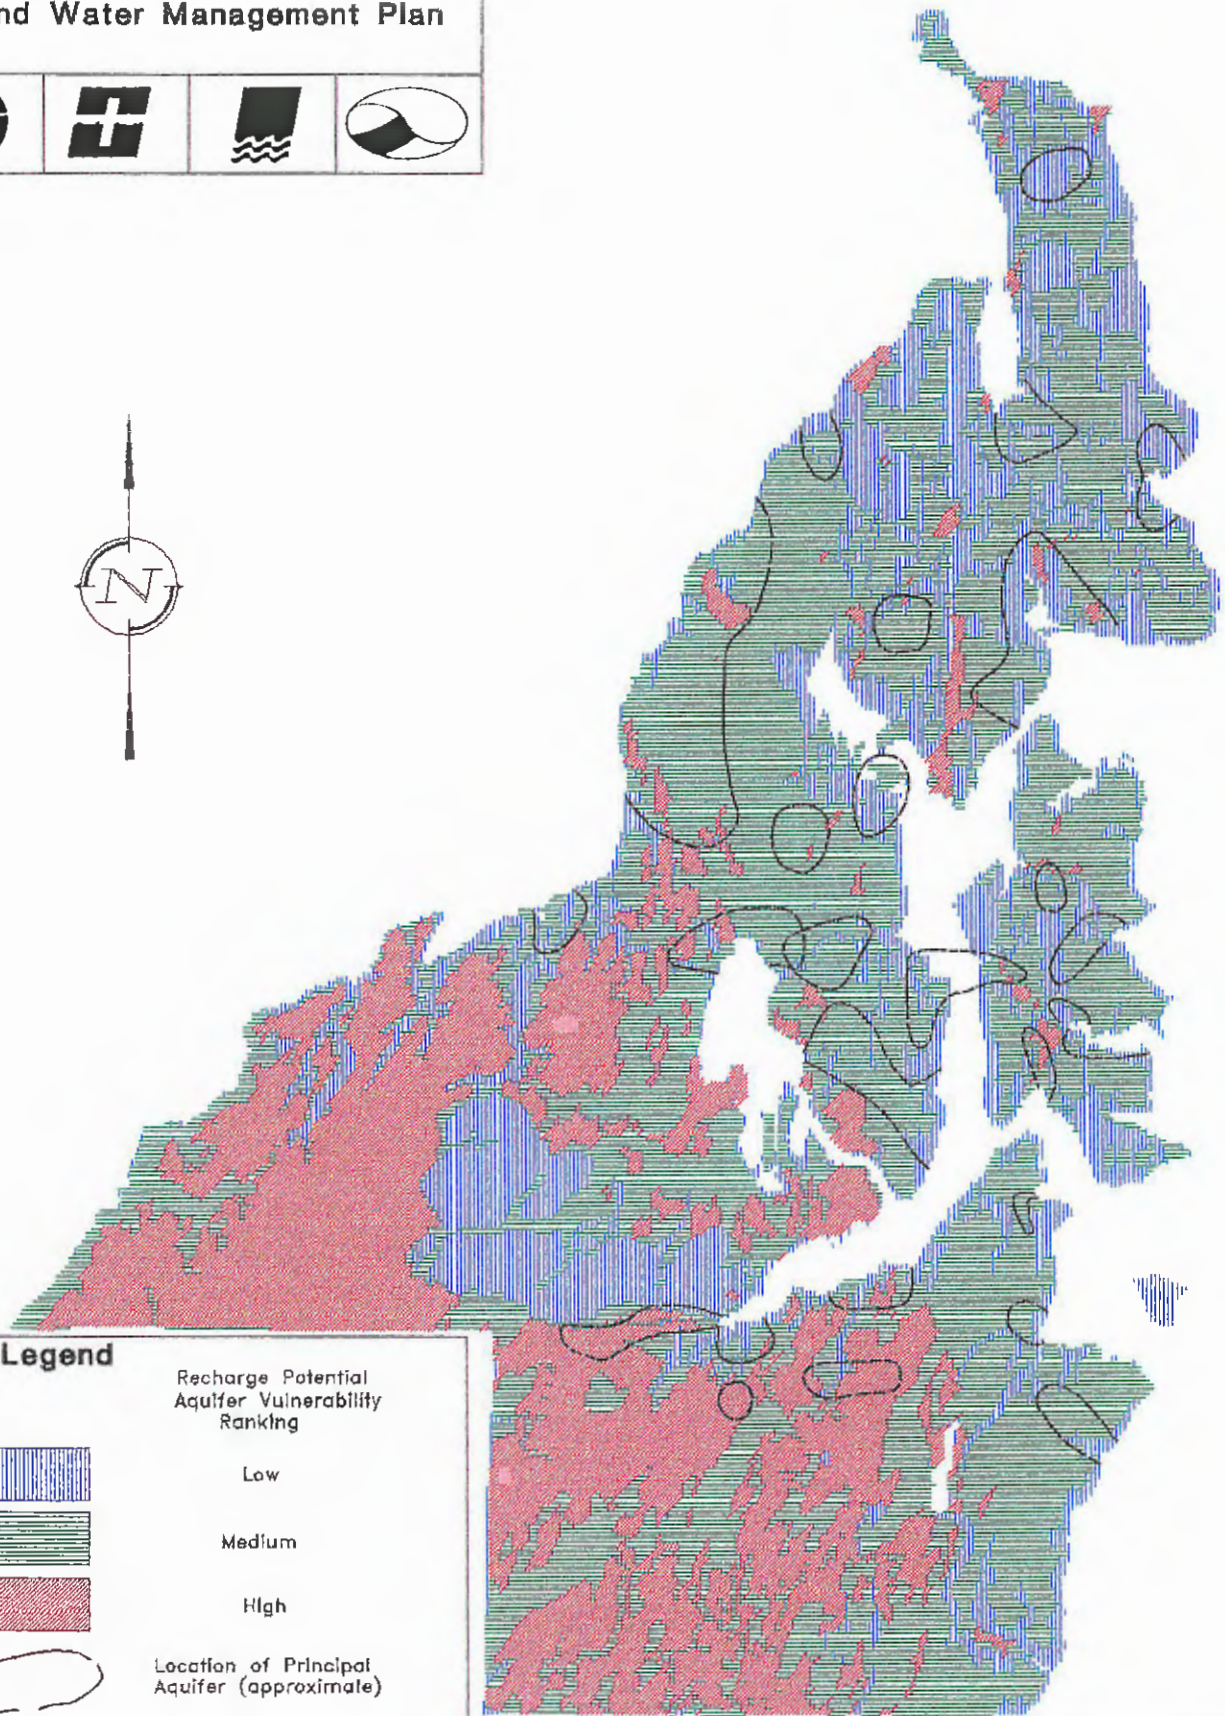 nd Water Management Plan
N
Legend
Recharge Potential
Aquifer Vulnerability
Ranking
Low
Medium
High
Location of Principal
Aquifer (approximate)